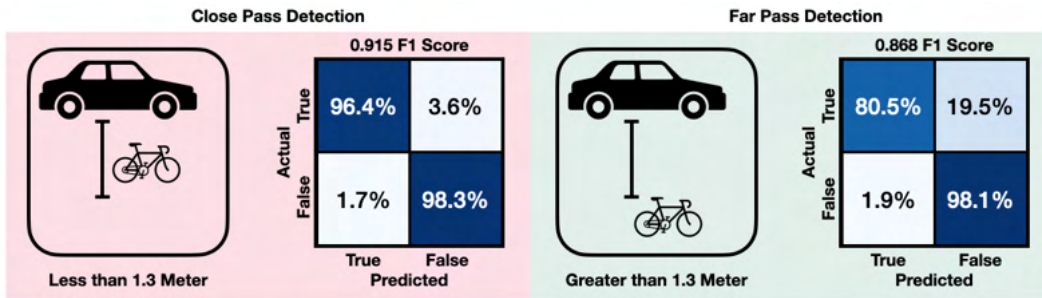 Close Pass Detection
0.915 F1 Score
Actual
True
False
96.4% 3.6%
1.7% 98.3%
True False
Predicted
Less than 1.3 Meter
Far Pass Detection
0.868 F1 Score
Actual
True
False
80.5% 19.5%
1.9% 98.1%
True False
Predicted
Greater than 1.3 Meter